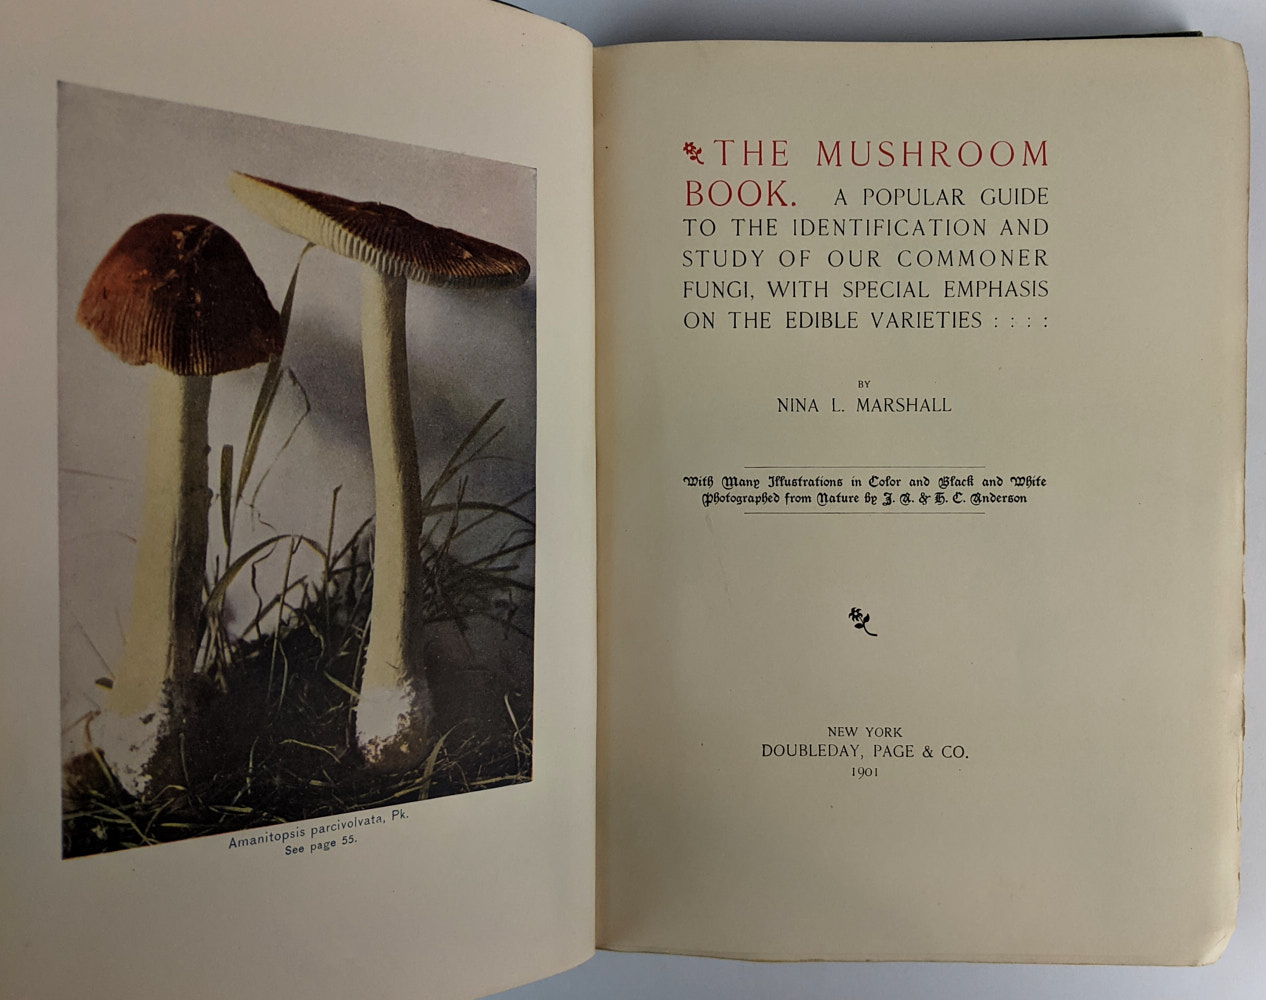 Amanitopsis parcivolvata, Pk.
See page 55.
THE MUSHROOM
BOOK. A POPULAR GUIDE
TO THE IDENTIFICATION AND
STUDY OF OUR COMMONER
FUNGI, WITH SPECIAL EMPHASIS
ON THE EDIBLE VARIETIES : : : :
BY
NINA L. MARSHALL
With Many Illustrations in Color and Black and White
Photographed from Nature by J. A. & H. C. Anderson
NEW YORK
DOUBLEDAY, PAGE & CO.
1901